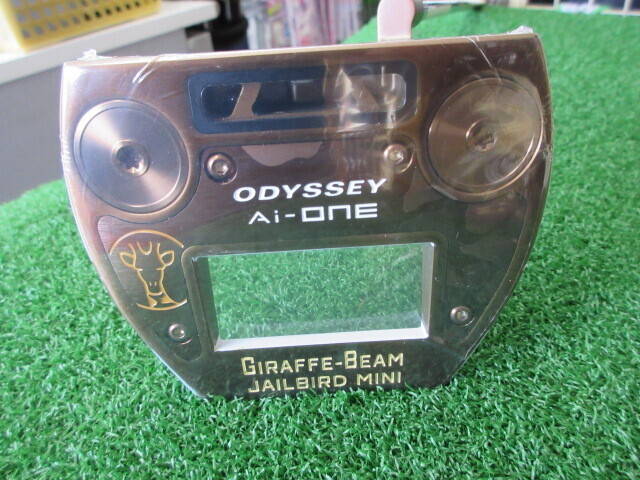 ODYSSEY
Ai-ONE
GIRAFFE-BEAM
JAILBIRD MINI